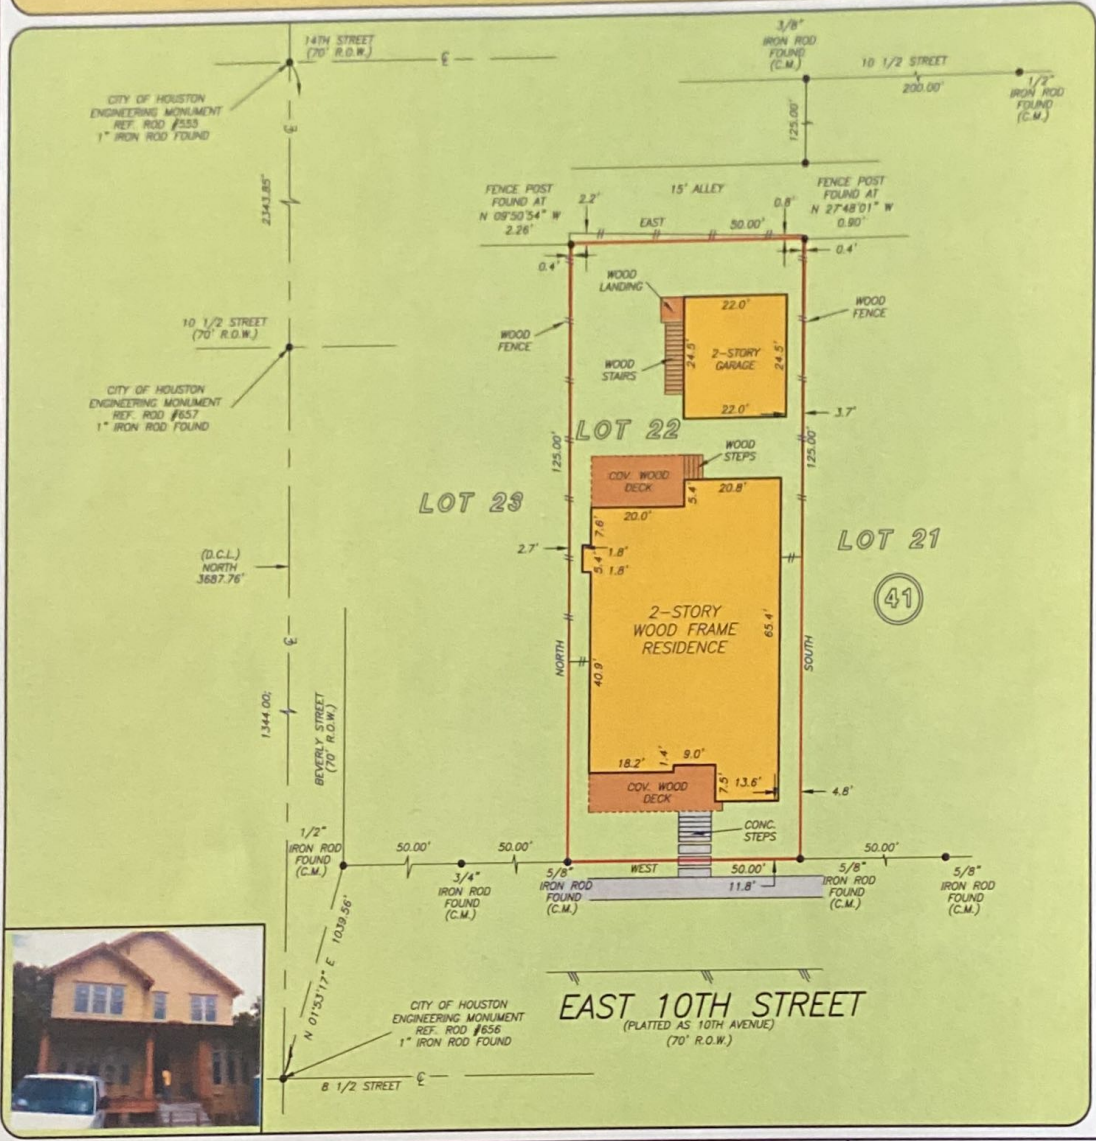 14TH STREET
(70' R.O.W.)
CITY OF HOUSTON
ENGINEERING MONUMENT
REF. ROD #555
1" IRON ROD FOUND
2343.85'
3/8"
IRON ROD
FOUND
(C.M.)
10 1/2 STREET
200.00'
1/2"
IRON ROD
FOUND
(C.M.)
125.00'
15' ALLEY
FENCE POST
FOUND AT
N 09°50'54" W
2.26'
2.2'
0.8'
FENCE POST
FOUND AT
N 27°48'01" W
0.90'
EAST
50.00'
0.4'
0.4'
WOOD
LANDING
22.0'
WOOD
FENCE
WOOD
FENCE
WOOD
STAIRS
24.5'
2-STORY
GARAGE
24.5'
22.0'
3.7'
10 1/2 STREET
(70' R.O.W.)
CITY OF HOUSTON
ENGINEERING MONUMENT
REF. ROD #657
1" IRON ROD FOUND
LOT 22
125.00'
125.00'
WOOD
STEPS
COV. WOOD
DECK
5.4'
20.8'
20.0'
LOT 23
LOT 21
41
7.6'
2.7'
1.8'
5.4'
1.8'
(D.C.L.)
NORTH
3687.76'
2-STORY
WOOD FRAME
RESIDENCE
65.4'
NORTH
40.9'
SOUTH
1344.00;
BEVERLY STREET
(70' R.O.W.)
18.2'
1.4'
9.0'
COV. WOOD
DECK
7.5'
13.6'
4.8'
CONC.
STEPS
1/2"
IRON ROD
FOUND
(C.M.)
50.00'
50.00'
3/4"
IRON ROD
FOUND
(C.M.)
5/8"
IRON ROD
FOUND
(C.M.)
WEST
50.00'
11.8'
5/8"
IRON ROD
FOUND
(C.M.)
50.00'
5/8"
IRON ROD
FOUND
(C.M.)
N 01°53'17" E 1039.56'
CITY OF HOUSTON
ENGINEERING MONUMENT
REF. ROD #656
1" IRON ROD FOUND
8 1/2 STREET
EAST 10TH STREET
(PLATTED AS 10TH AVENUE)
(70' R.O.W.)